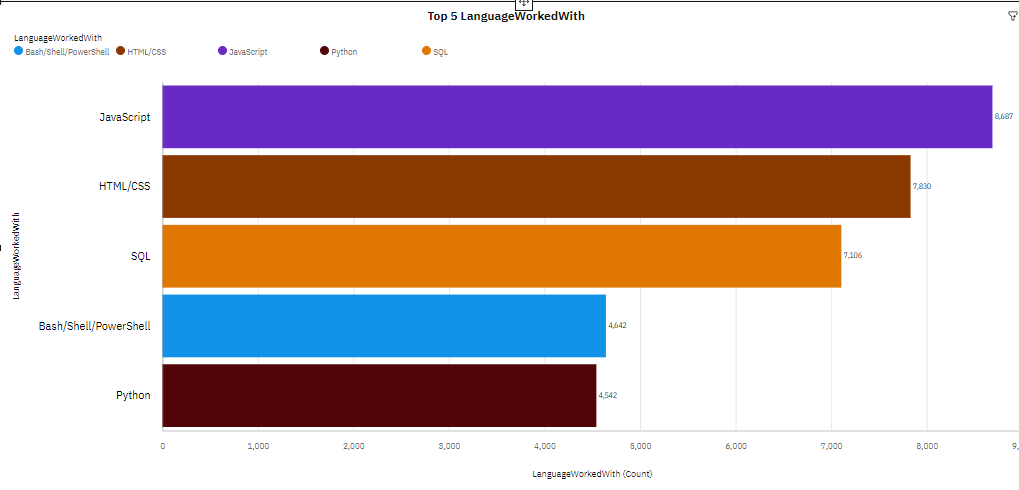 Top 5 LanguageWorkedWith
LanguageWorkedWith
Bash/Shell/PowerShell HTML/CSS JavaScript Python SQL
JavaScript 8,687
HTML/CSS 7,830
SQL 7,106
Bash/Shell/PowerShell 4,642
Python 4,542
LanguageWorkedWith
0 1,000 2,000 3,000 4,000 5,000 6,000 7,000 8,000 9,
LanguageWorkedWith (Count)